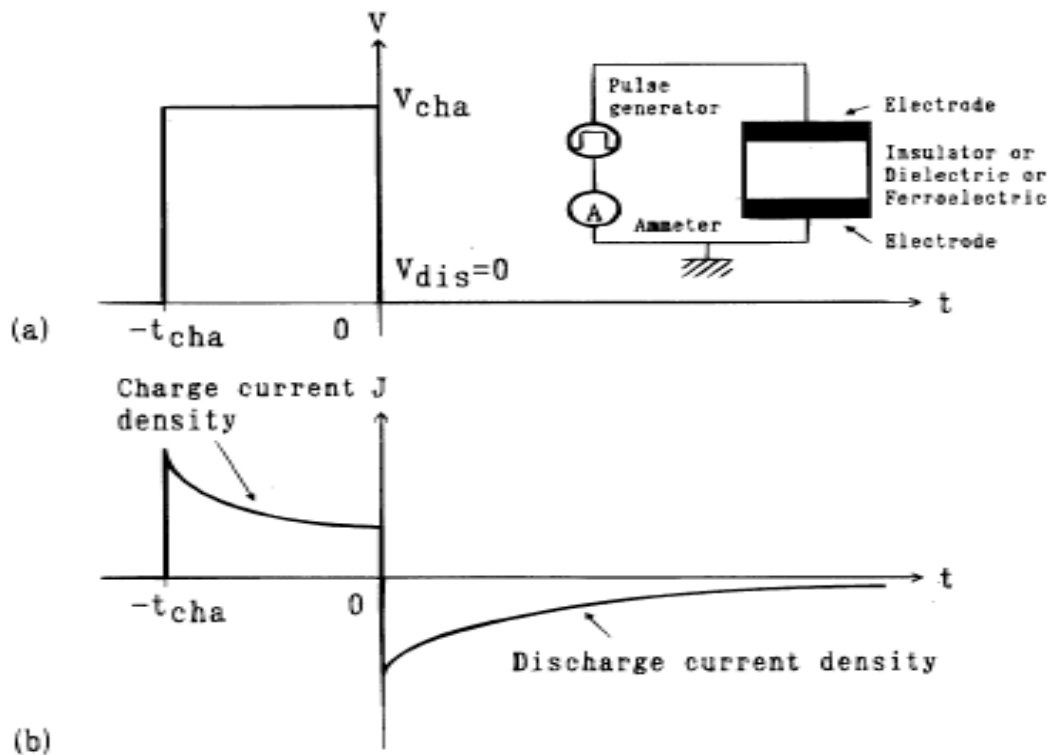 V
Vcha
Vdis=0
-tcha
0
t
(a)
Pulse
generator
A
Ammeter
Electrode
Insulator or
Dielectric or
Ferroelectric
Electrode
Charge current J
density
-tcha
0
t
Discharge current density
(b)